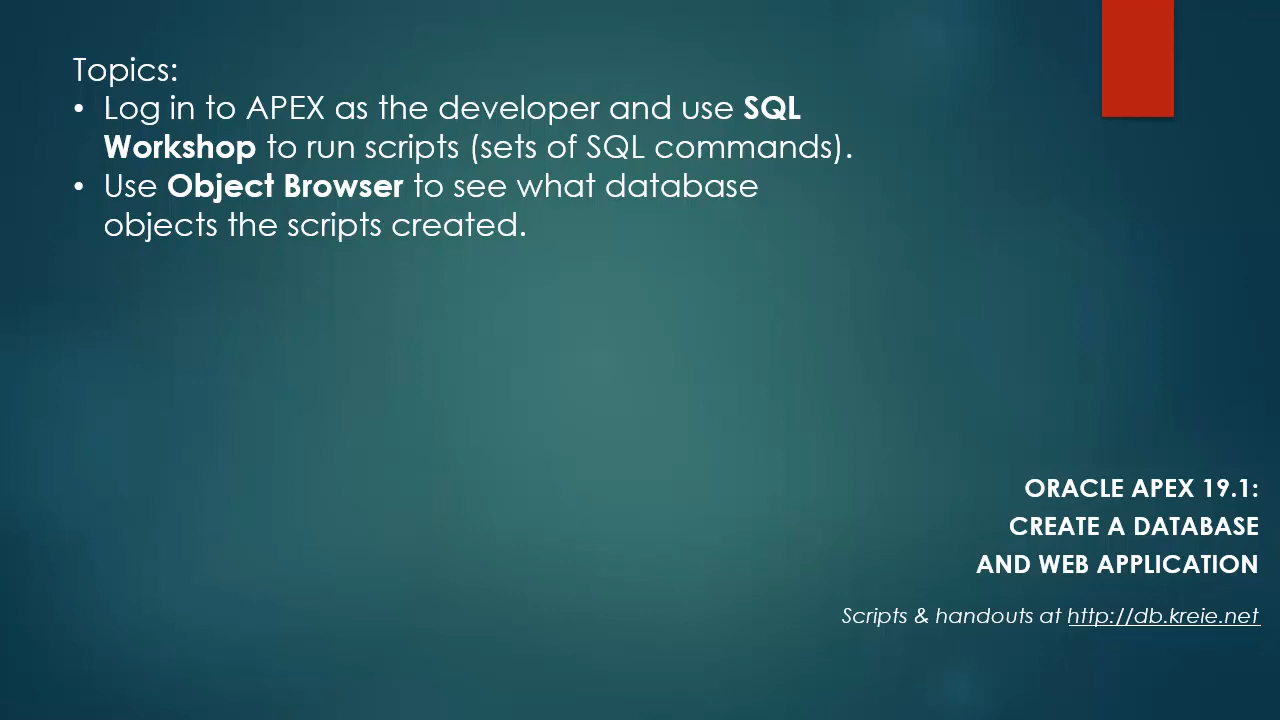 Topics:
• Log in to APEX as the developer and use SQL
Workshop to run scripts (sets of SQL commands).
• Use Object Browser to see what database
objects the scripts created.
ORACLE APEX 19.1:
CREATE A DATABASE
AND WEB APPLICATION
Scripts & handouts at http://db.kreie.net